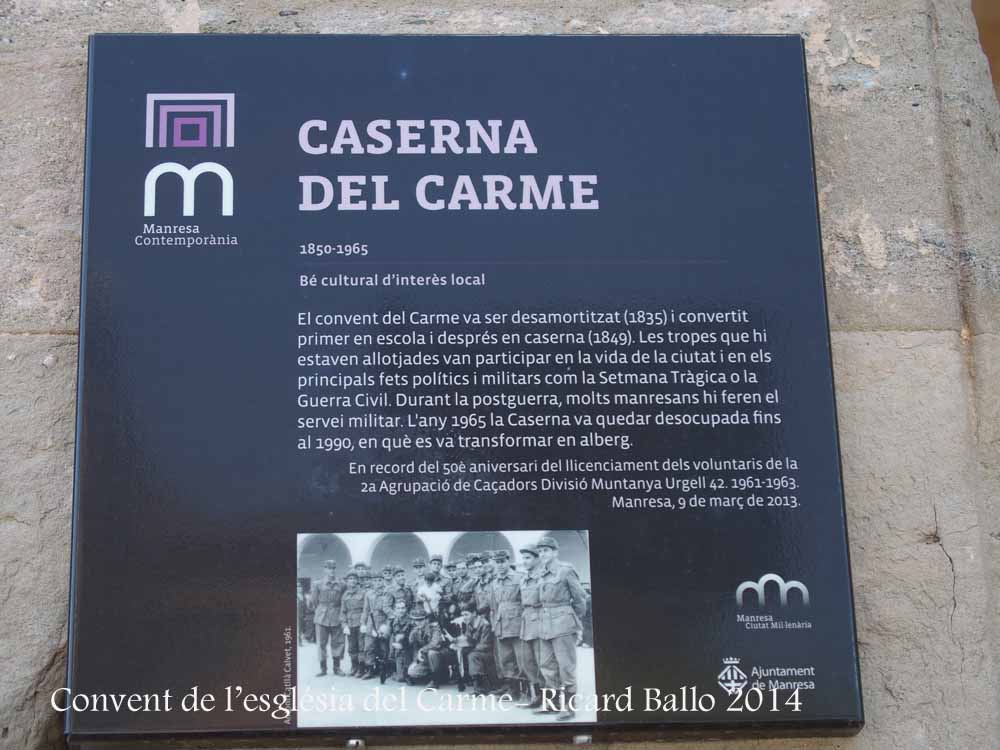 m
Manresa
Contemporània
CASERNA
DEL CARME
1850-1965
Bé cultural d'interès local
El convent del Carme va ser desamortitzat (1835) i convertit
primer en escola i després en caserna (1849). Les tropes que hi
estaven allotjades van participar en la vida de la ciutat i en els
principals fets polítics i militars com la Setmana Tràgica o la
Guerra Civil. Durant la postguerra, molts manresans hi feren el
servei militar. L'any 1965 la Caserna va quedar desocupada fins
al 1990, en què es va transformar en alberg.
En record del 50è aniversari del llicenciament dels voluntaris de la
2a Agrupació de Caçadors Divisió Muntanya Urgell 42. 1961-1963.
Manresa, 9 de març de 2013.
Calvet, 1961.
Manresa
Ciutat Mil·lenària
Ajuntament
de Manresa
Convent de l'església del Carme- Ricard Ballo 2014